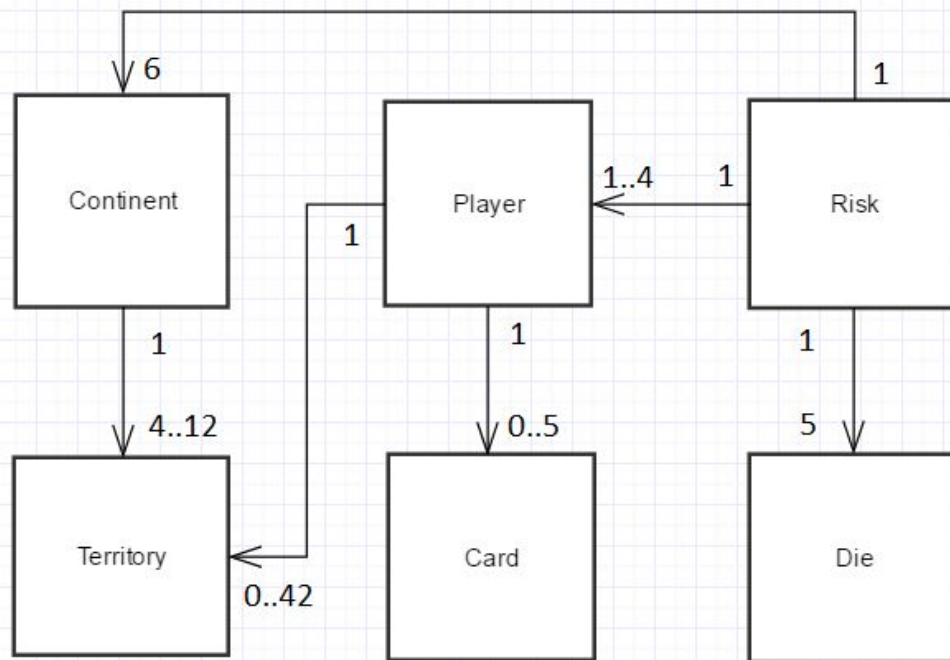 6
1
Continent
Player
Risk
1..4
1
1
1
1
1
4..12
0..5
5
Territory
Card
Die
0..42